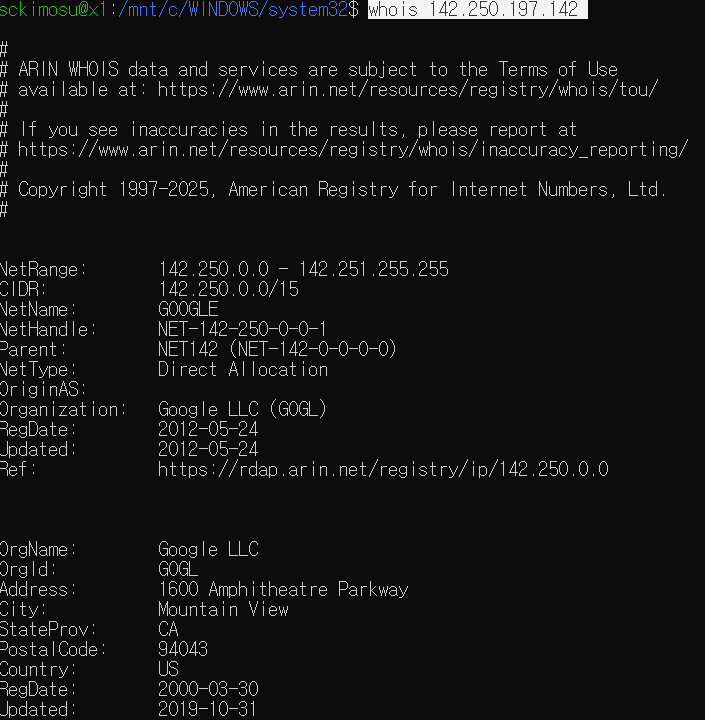 sckimosu@x1:/mnt/c/WINDOWS/system32$ whois 142.250.197.142
#
# ARIN WHOIS data and services are subject to the Terms of Use
# available at: https://www.arin.net/resources/registry/whois/tou/
#
# If you see inaccuracies in the results, please report at
# https://www.arin.net/resources/registry/whois/inaccuracy_reporting/
#
# Copyright 1997-2025, American Registry for Internet Numbers, Ltd.
#
NetRange: 142.250.0.0 - 142.251.255.255
CIDR: 142.250.0.0/15
NetName: GOOGLE
NetHandle: NET-142-250-0-0-1
Parent: NET142 (NET-142-0-0-0-0)
NetType: Direct Allocation
OriginAS:
Organization: Google LLC (GOGL)
RegDate: 2012-05-24
Updated: 2012-05-24
Ref: https://rdap.arin.net/registry/ip/142.250.0.0
OrgName: Google LLC
OrgId: GOGL
Address: 1600 Amphitheatre Parkway
City: Mountain View
StateProv: CA
PostalCode: 94043
Country: US
RegDate: 2000-03-30
Updated: 2019-10-31